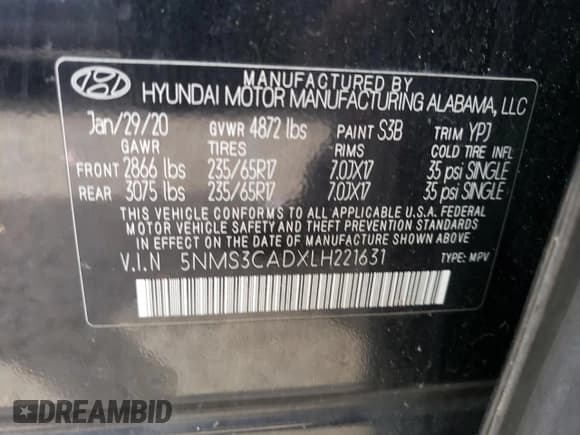 MANUFACTURED BY
HYUNDAI MOTOR MANUFACTURING ALABAMA, LLC
Jan/29/20 GVWR 4872 lbs PAINT S3B TRIM YPJ
GAWR TIRES RIMS COLD TIRE INFL
FRONT 2866 lbs 235/65R17 7.0JX17 35 psi SINGLE
REAR 3075 lbs 235/65R17 7.0JX17 35 psi SINGLE
THIS VEHICLE CONFORMS TO ALL APPLICABLE U.S.A. FEDERAL
MOTOR VEHICLE SAFETY AND THEFT PREVENTION STANDARDS
IN EFFECT ON THE DATE OF MANUFACTURE SHOWN ABOVE.
V.I.N 5NMS3CADXLH221631 TYPE: MPV
DREAMBID